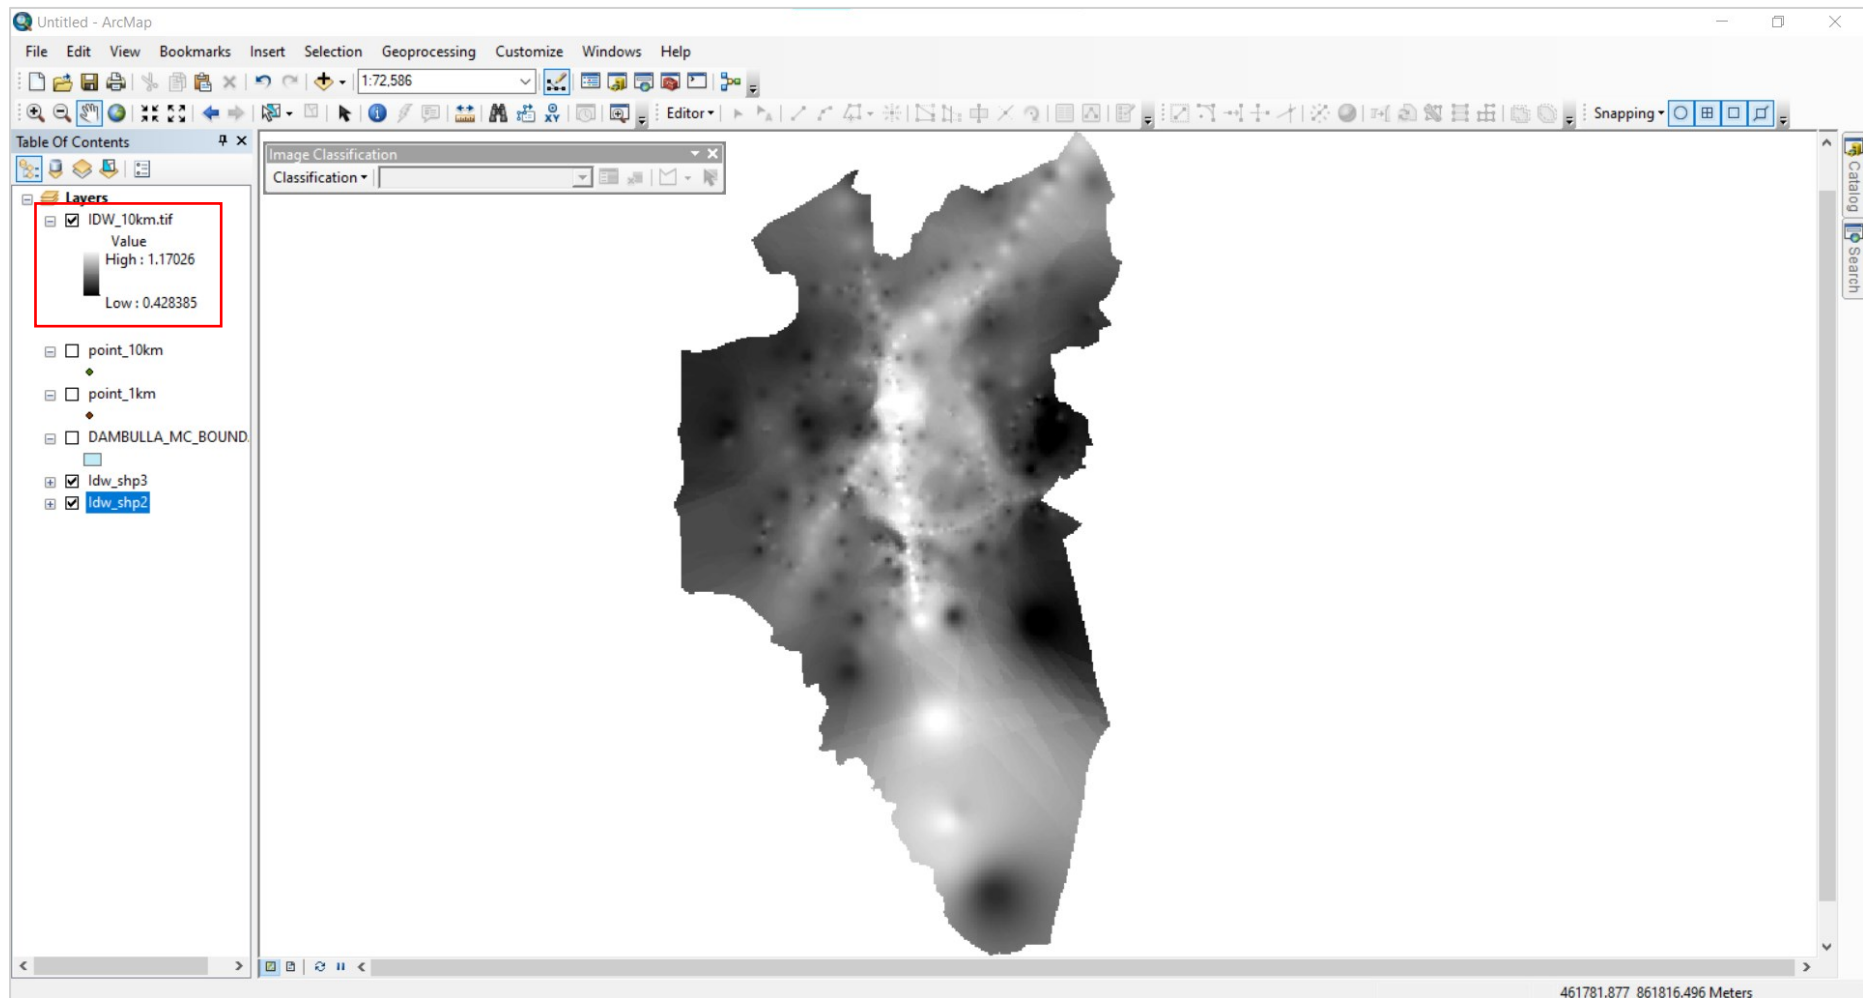 Untitled - ArcMap
File Edit View Bookmarks Insert Selection Geoprocessing Customize Windows Help
1:72,586
Editor
Snapping
Table Of Contents
Layers
IDW_10km.tif
Value
High : 1.17026
Low : 0.428385
point_10km
point_1km
DAMBULLA_MC_BOUND
Idw_shp3
Idw_shp2
Image Classification
Classification
Catalog
Search
461781.877 861816.496 Meters